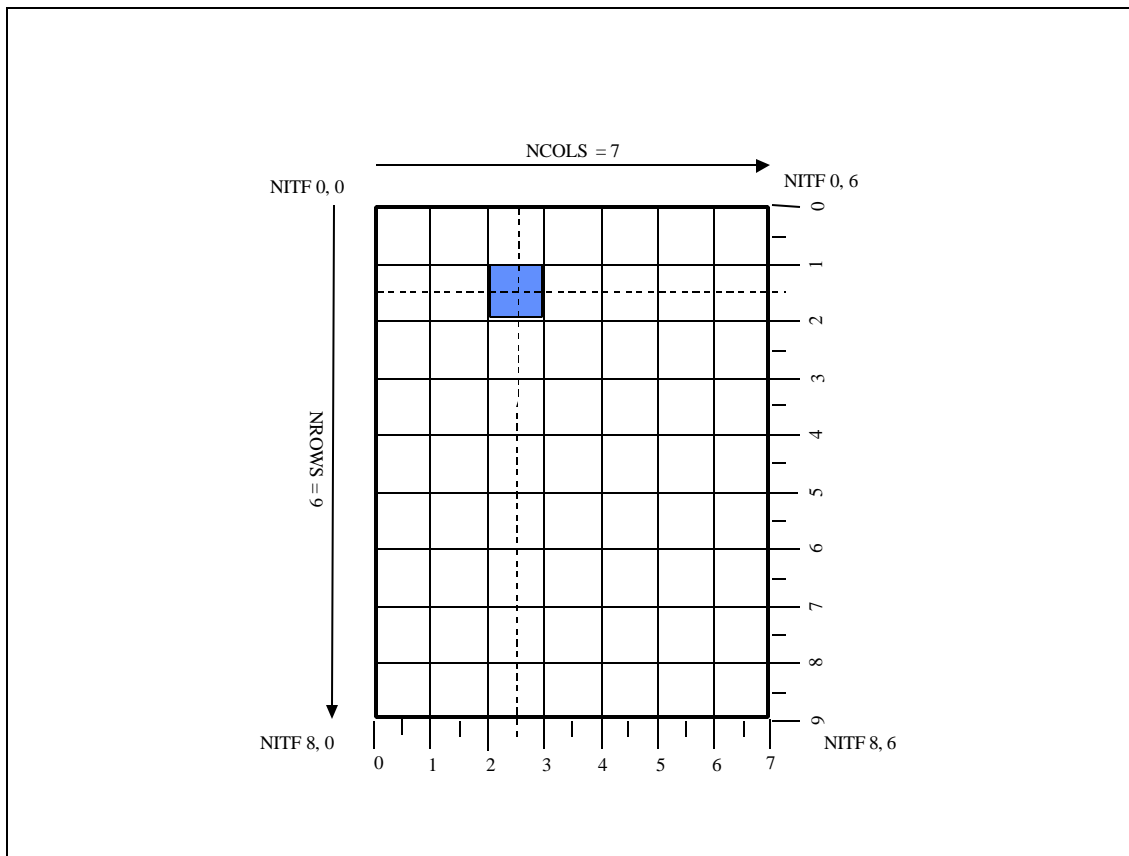 NCOLS = 7
NITF 0, 0
NITF 0, 6
0
1
2
3
4
5
6
7
8
9
NROWS = 9
NITF 8, 0
NITF 8, 6
0 1 2 3 4 5 6 7